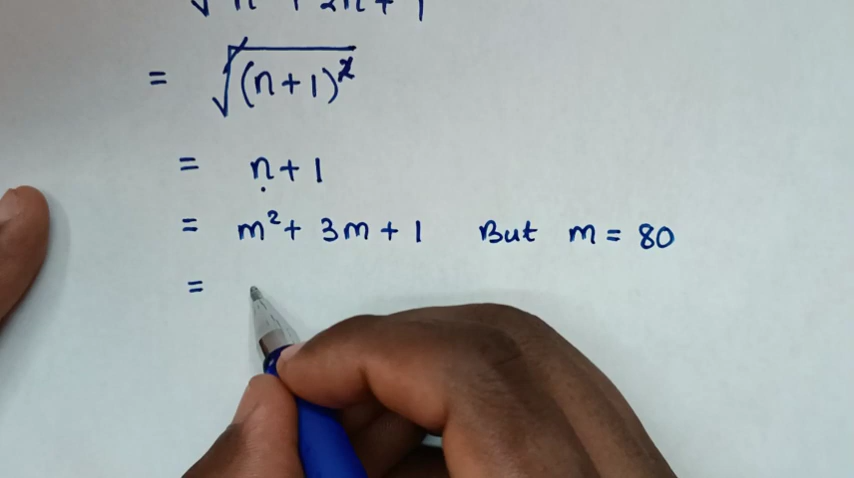 = √(n+1)²
= n + 1
= m² + 3m + 1 But m = 80
=